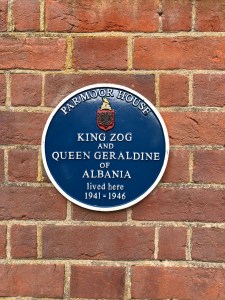 PARMOOR HOUSE
KING ZOG
AND
QUEEN GERALDINE
OF
ALBANIA
lived here
1941-1946